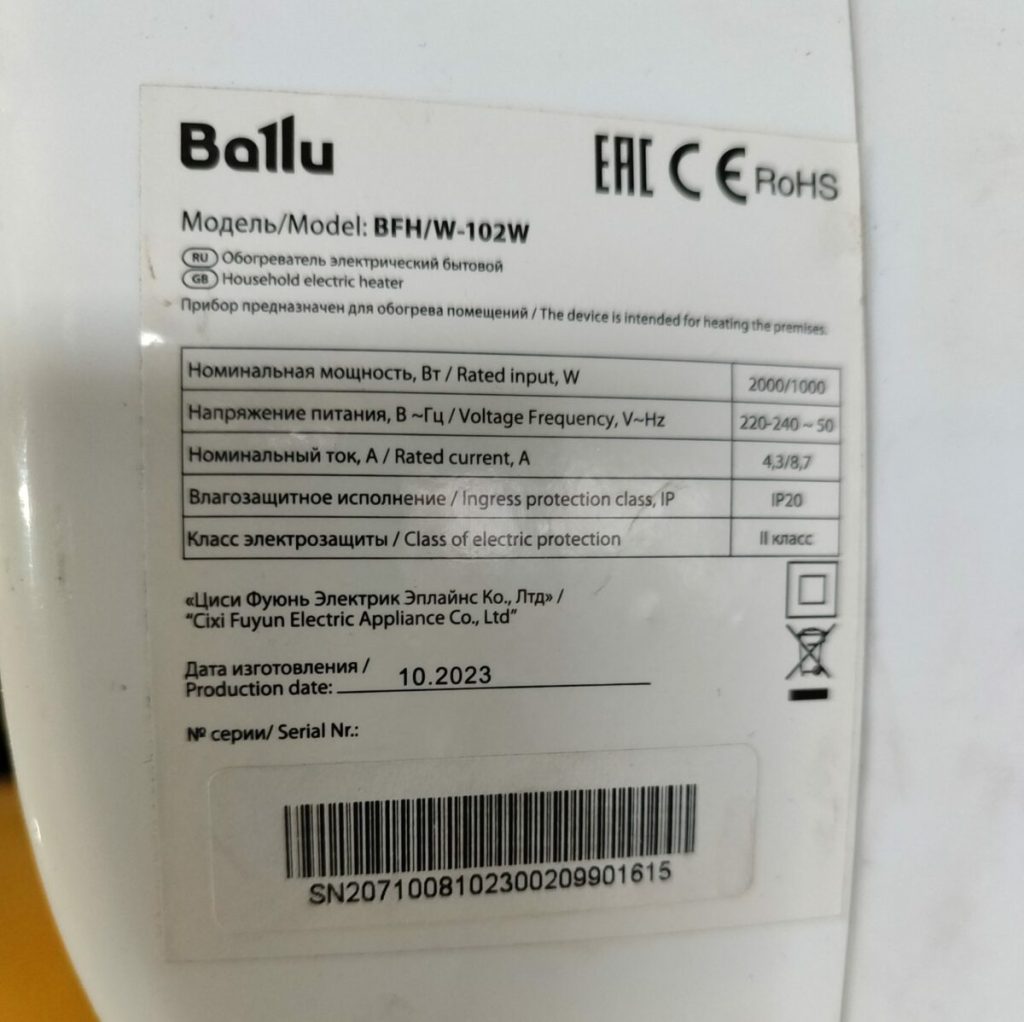 Ballu
EAC CE RoHS
Модель/Model: BFH/W-102W
RU Обогреватель электрический бытовой
GB Household electric heater
Прибор предназначен для обогрева помещений / The device is intended for heating the premises.
Номинальная мощность, Вт / Rated input, W 2000/1000
Напряжение питания, В ~Гц / Voltage Frequency, V~Hz 220-240 ~ 50
Номинальный ток, А / Rated current, A 4,3/8,7
Влагозащитное исполнение / Ingress protection class, IP IP20
Класс электрозащиты / Class of electric protection II класс
«Циси Фуюнь Электрик Эплайнс Ко., Лтд» /
“Cixi Fuyun Electric Appliance Co., Ltd”
Дата изготовления /
Production date: 10.2023
№ серии/ Serial Nr.:
SN2071008102300209901615